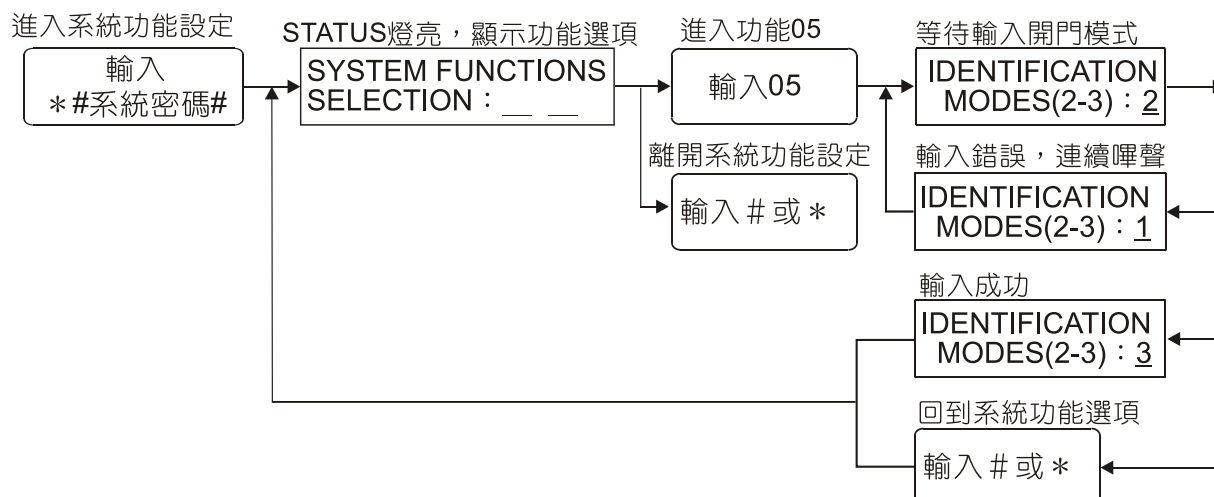 進入系統功能設定
輸入
＊#系統密碼#
STATUS燈亮，顯示功能選項
SYSTEM FUNCTIONS
SELECTION：__ __
進入功能05
輸入05
離開系統功能設定
輸入＃或＊
等待輸入開門模式
IDENTIFICATION
MODES(2-3)：2
輸入錯誤，連續嗶聲
IDENTIFICATION
MODES(2-3)：1
輸入成功
IDENTIFICATION
MODES(2-3)：3
回到系統功能選項
輸入＃或＊